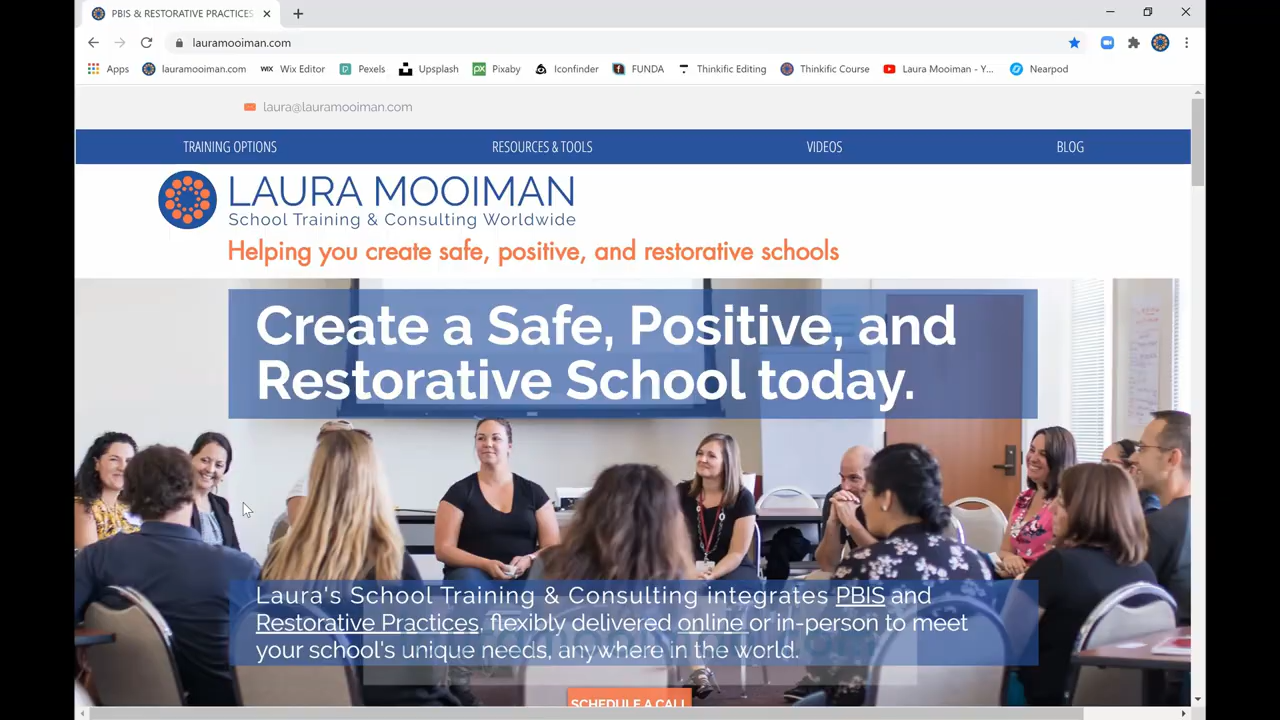 PBIS & RESTORATIVE PRACTICES
lauramooiman.com
Apps lauramooiman.com Wix Editor Pexels Upsplash Pixaby Iconfinder FUNDA Thinkific Editing Thinkific Course Laura Mooiman - Y... Nearpod
laura@lauramooiman.com
TRAINING OPTIONS RESOURCES & TOOLS VIDEOS BLOG
LAURA MOOIMAN
School Training & Consulting Worldwide
Helping you create safe, positive, and restorative schools
Create a Safe, Positive, and
Restorative School today.
Laura's School Training & Consulting integrates PBIS and
Restorative Practices, flexibly delivered online or in-person to meet
your school's unique needs, anywhere in the world.
SCHEDULE A CALL